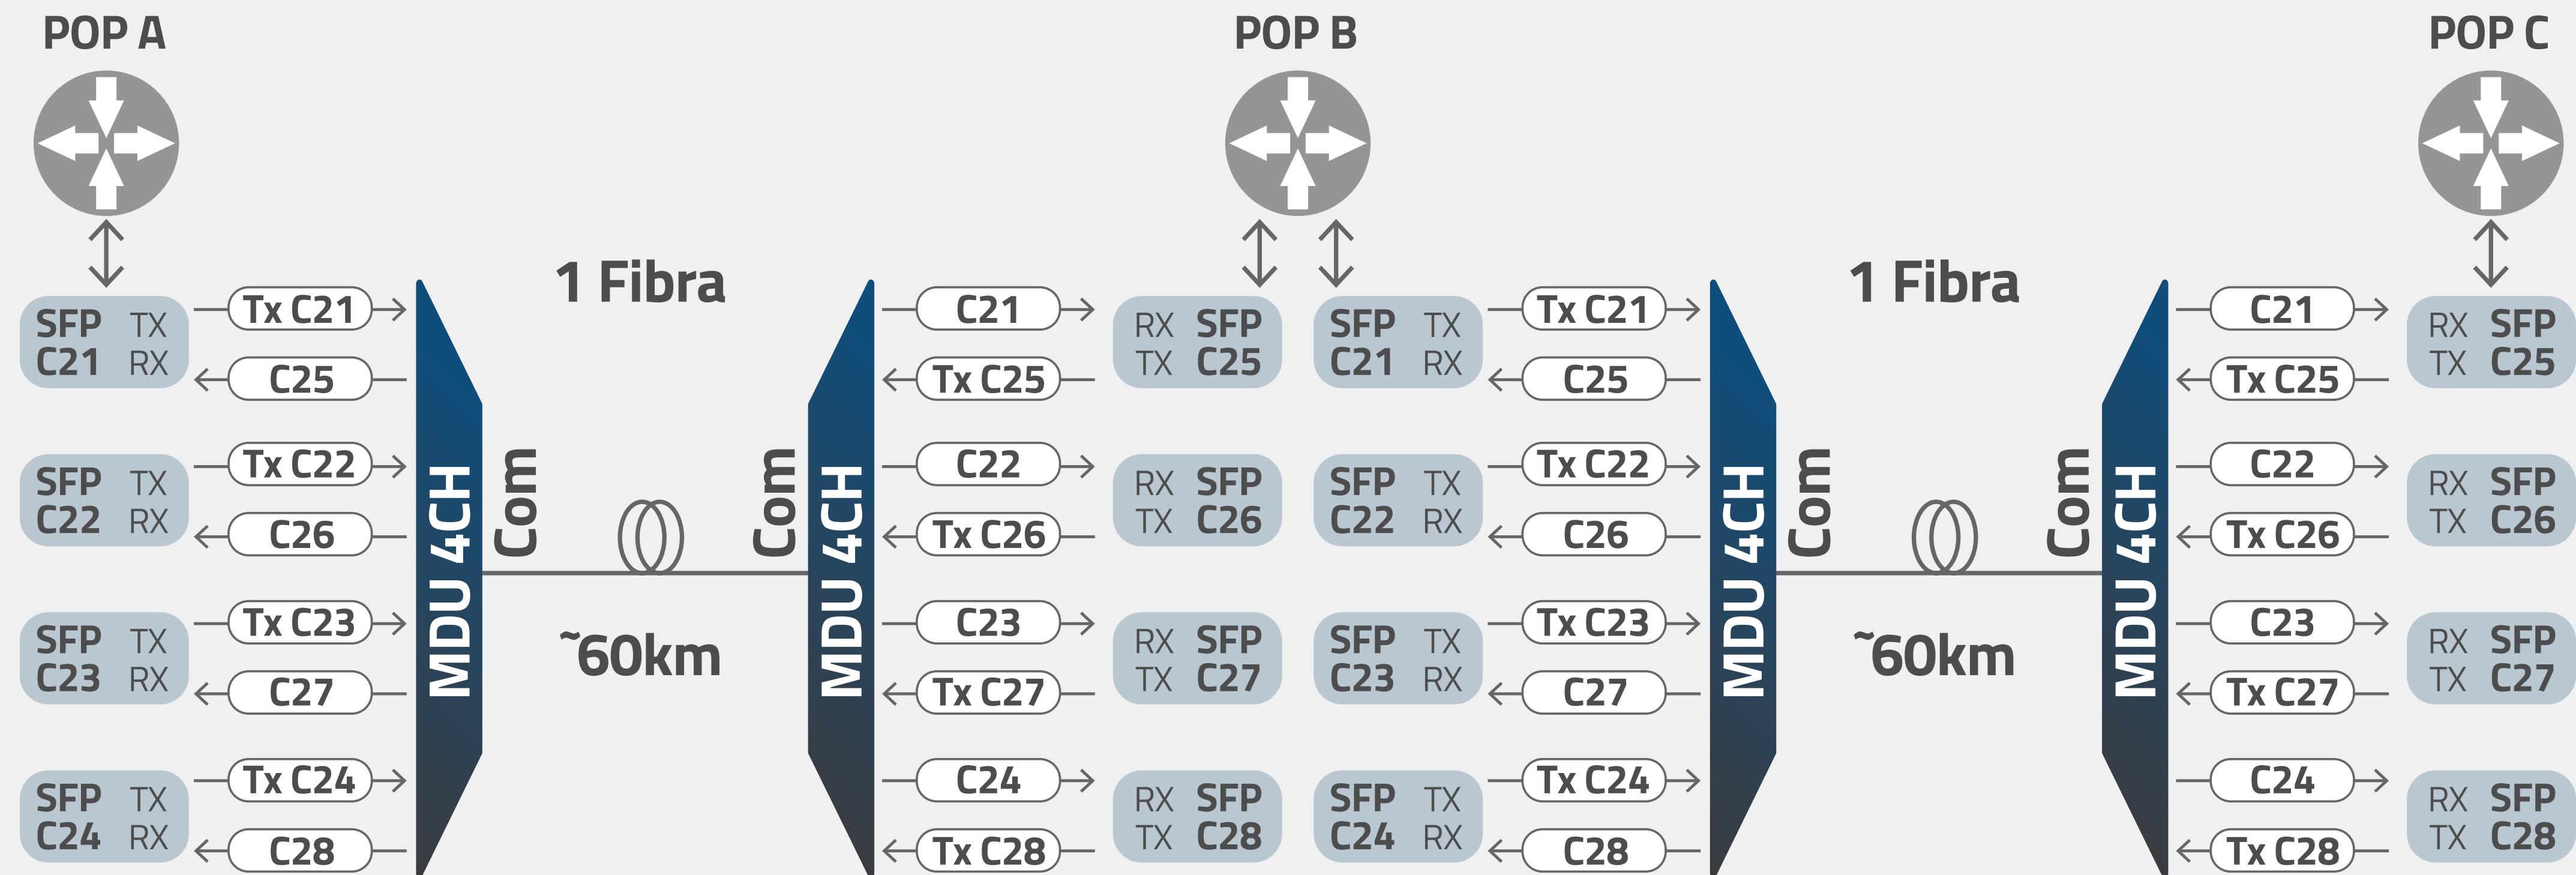 POP A
POP B
POP C
1 Fibra
1 Fibra
SFP TX
C21 RX
Tx C21
C25
C21
Tx C25
RX SFP
TX C25
SFP TX
C21 RX
Tx C21
C25
C21
Tx C25
RX SFP
TX C25
SFP TX
C22 RX
Tx C22
C26
C22
Tx C26
RX SFP
TX C26
SFP TX
C22 RX
Tx C22
C26
C22
Tx C26
RX SFP
TX C26
MDU 4CH
Com
Com
MDU 4CH
MDU 4CH
Com
Com
MDU 4CH
~60km
~60km
SFP TX
C23 RX
Tx C23
C27
C23
Tx C27
RX SFP
TX C27
SFP TX
C23 RX
Tx C23
C27
C23
Tx C27
RX SFP
TX C27
SFP TX
C24 RX
Tx C24
C28
C24
Tx C28
RX SFP
TX C28
SFP TX
C24 RX
Tx C24
C28
C24
Tx C28
RX SFP
TX C28